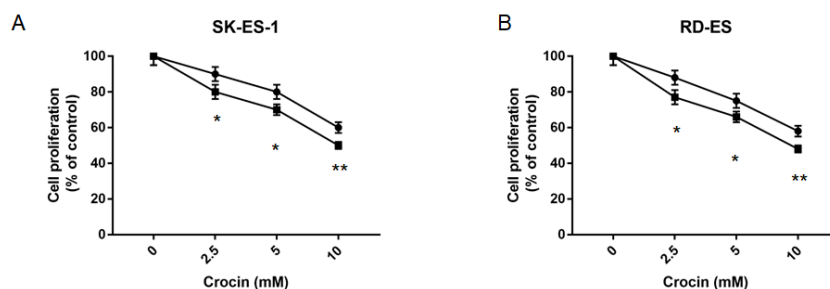 A
SK-ES-1
Cell proliferation
(% of control)
100
80
60
40
20
0
*
*
**
0
2.5
5
10
Crocin (mM)
B
RD-ES
Cell proliferation
(% of control)
100
80
60
40
20
0
*
*
**
0
2.5
5
10
Crocin (mM)